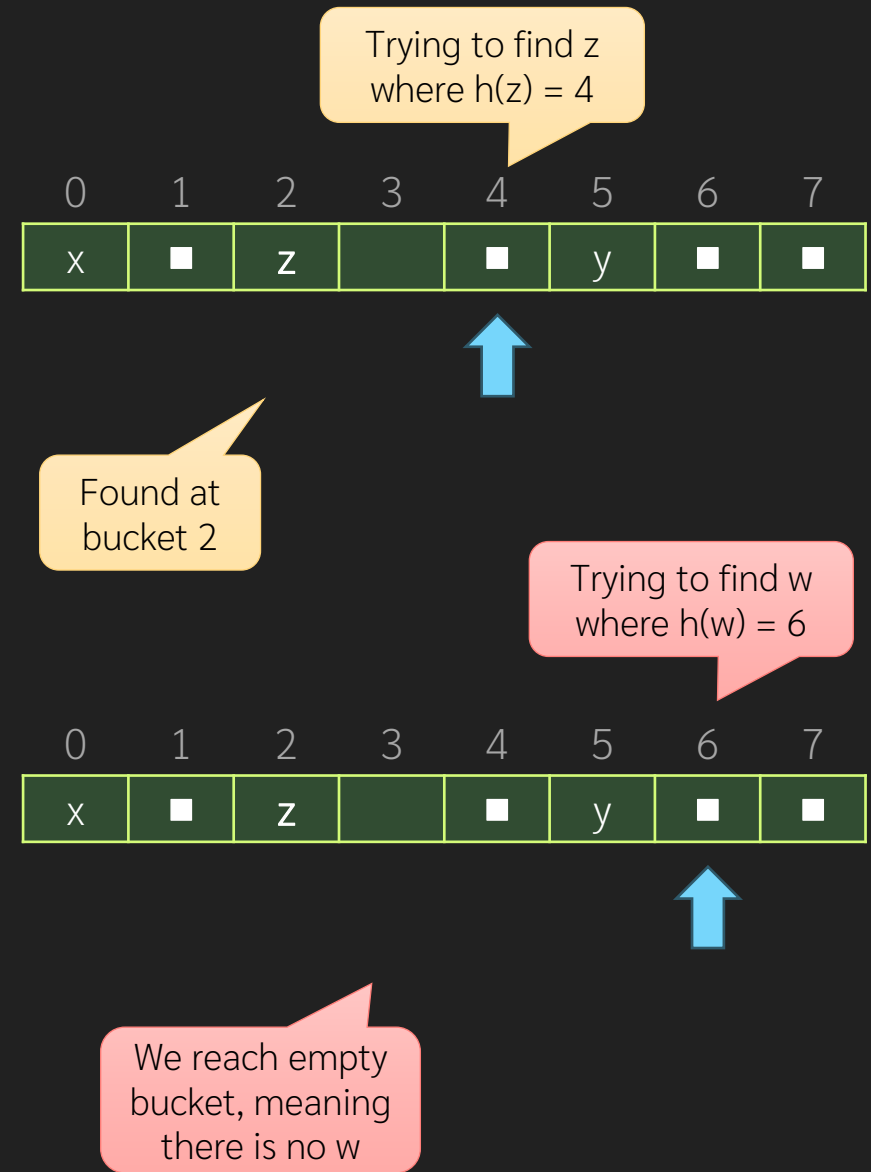 Trying to find z
where h(z) = 4
0 1 2 3 4 5 6 7
x ■ z ■ y ■ ■
Found at
bucket 2
Trying to find w
where h(w) = 6
0 1 2 3 4 5 6 7
x ■ z ■ y ■ ■
We reach empty
bucket, meaning
there is no w